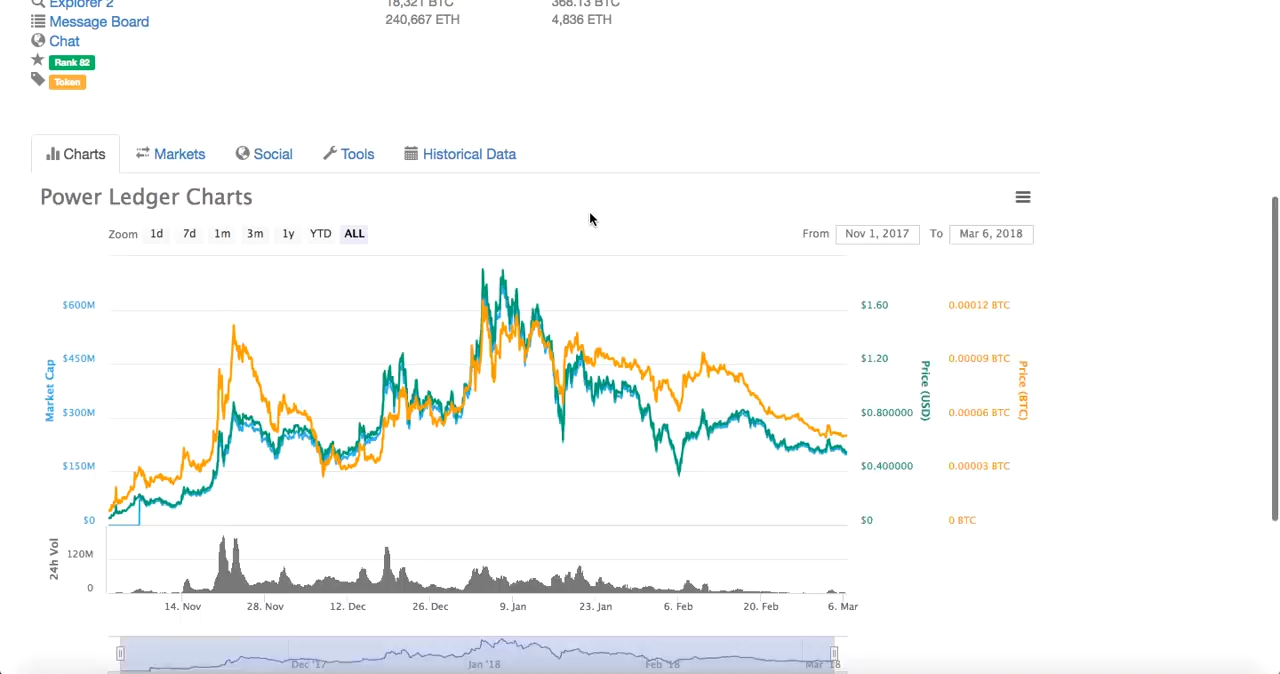 Explorer 2
18,321 BTC 368.13 BTC
Message Board
240,667 ETH 4,836 ETH
Chat
Rank 82
Token
Charts Markets Social Tools Historical Data
Power Ledger Charts
Zoom 1d 7d 1m 3m 1y YTD ALL From Nov 1, 2017 To Mar 6, 2018
$600M $1.60 0.00012 BTC
$450M $1.20 0.00009 BTC
Market Cap Price (USD) Price (BTC)
$300M $0.800000 0.00006 BTC
$150M $0.400000 0.00003 BTC
$0 $0 0 BTC
24h Vol
120M
0
14. Nov 28. Nov 12. Dec 26. Dec 9. Jan 23. Jan 6. Feb 20. Feb 6. Mar
Dec '17 Jan '18 Feb '18 Mar '18